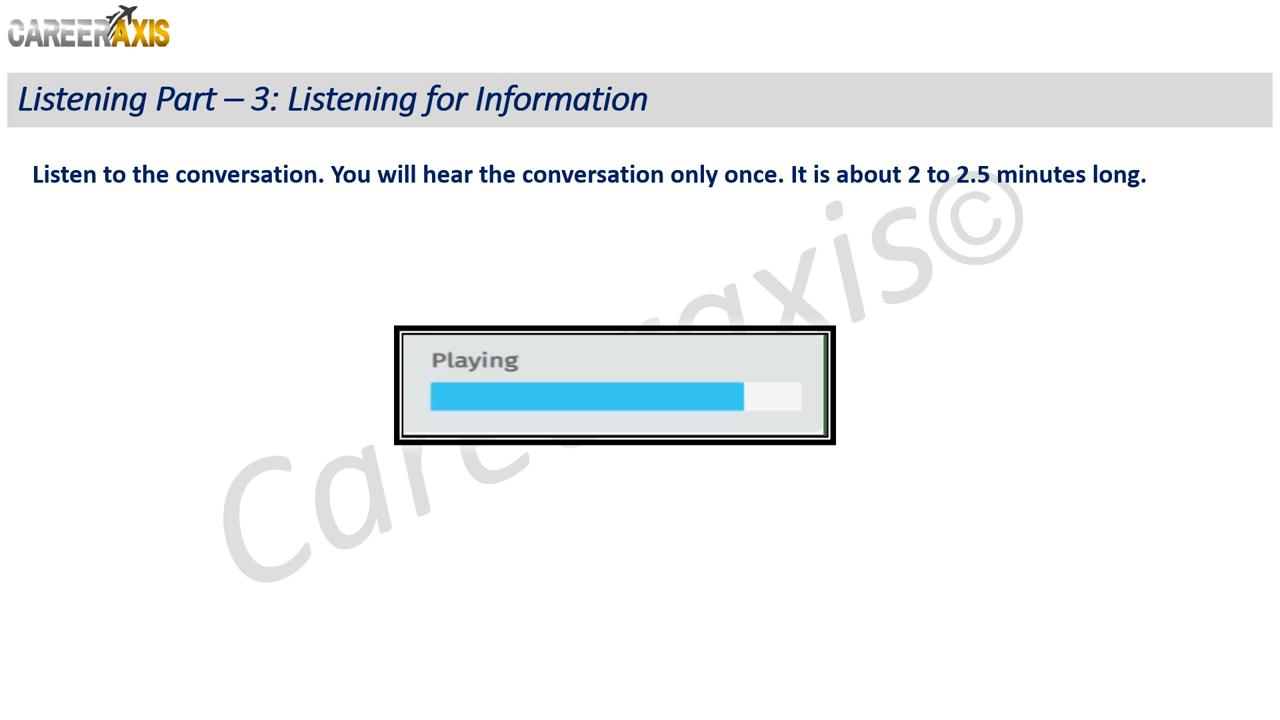 CAREERAXIS
Listening Part – 3: Listening for Information
Listen to the conversation. You will hear the conversation only once. It is about 2 to 2.5 minutes long.
Careeraxis©
Playing